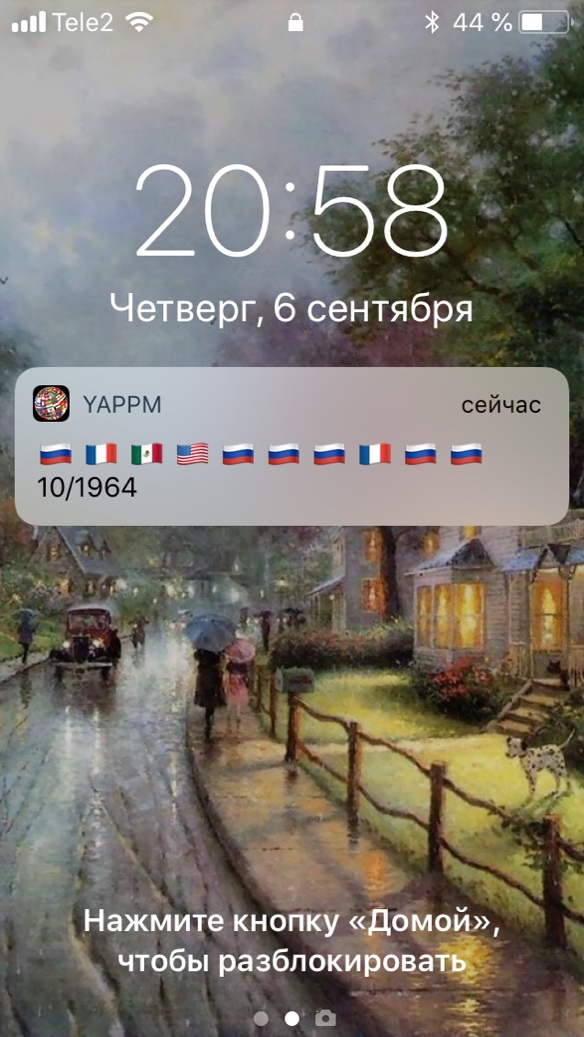 Tele2 44 %
20:58
Четверг, 6 сентября
YAPPM сейчас
🇷🇺 🇫🇷 🇲🇽 🇺🇸 🇷🇺 🇷🇺 🇷🇺 🇫🇷 🇷🇺 🇷🇺
10/1964
Нажмите кнопку «Домой»,
чтобы разблокировать